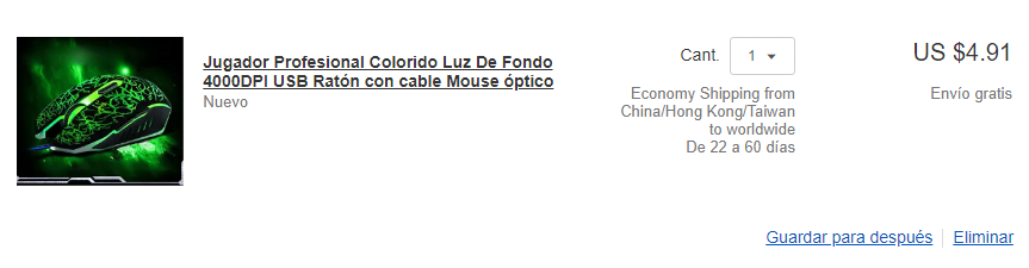 Jugador Profesional Colorido Luz De Fondo
4000DPI USB Ratón con cable Mouse óptico
Nuevo
Cant. 1
Economy Shipping from
China/Hong Kong/Taiwan
to worldwide
De 22 a 60 días
US $4.91
Envío gratis
Guardar para después
Eliminar